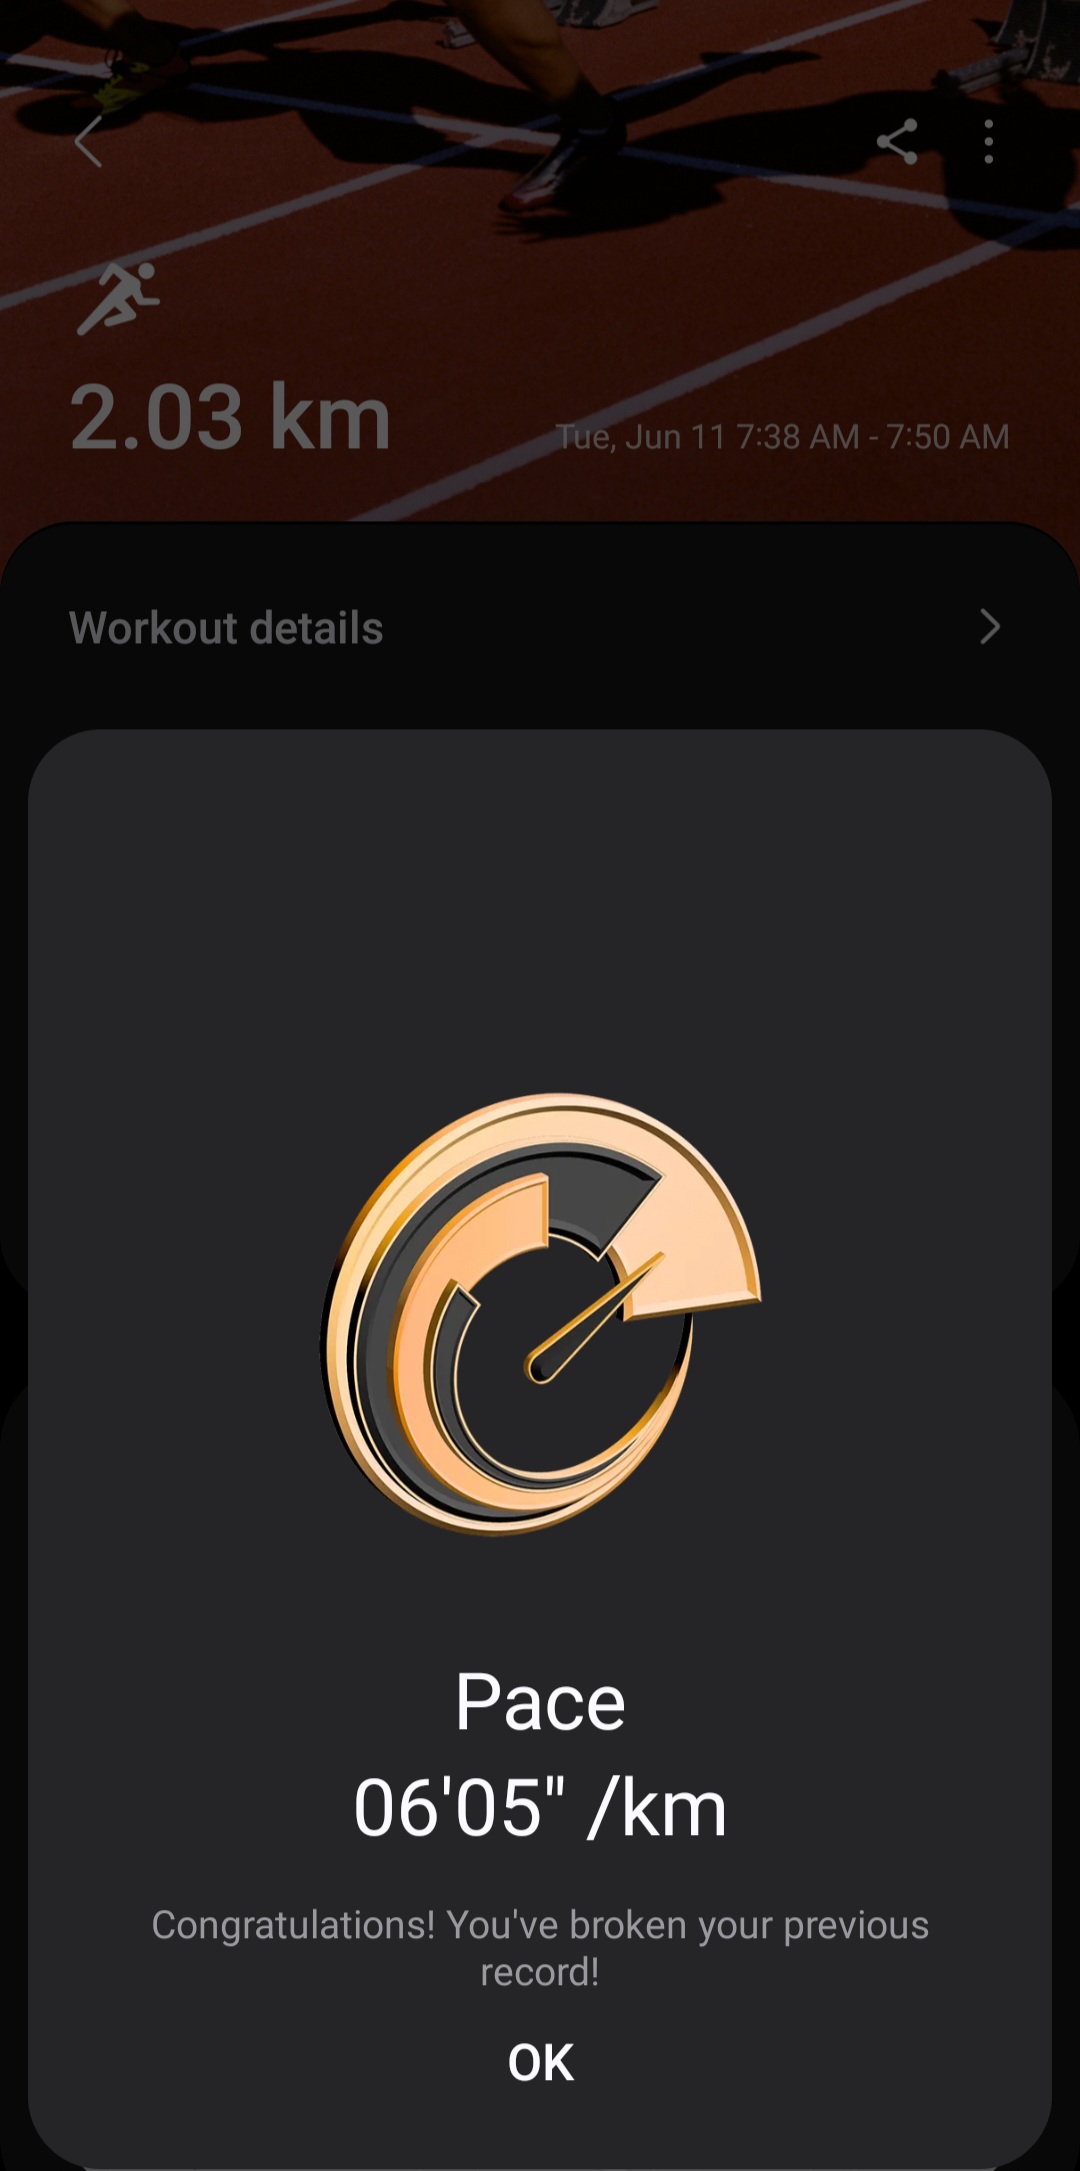 2.03 km
Tue, Jun 11 7:38 AM - 7:50 AM
Workout details
Pace
06'05" /km
Congratulations! You've broken your previous
record!
OK